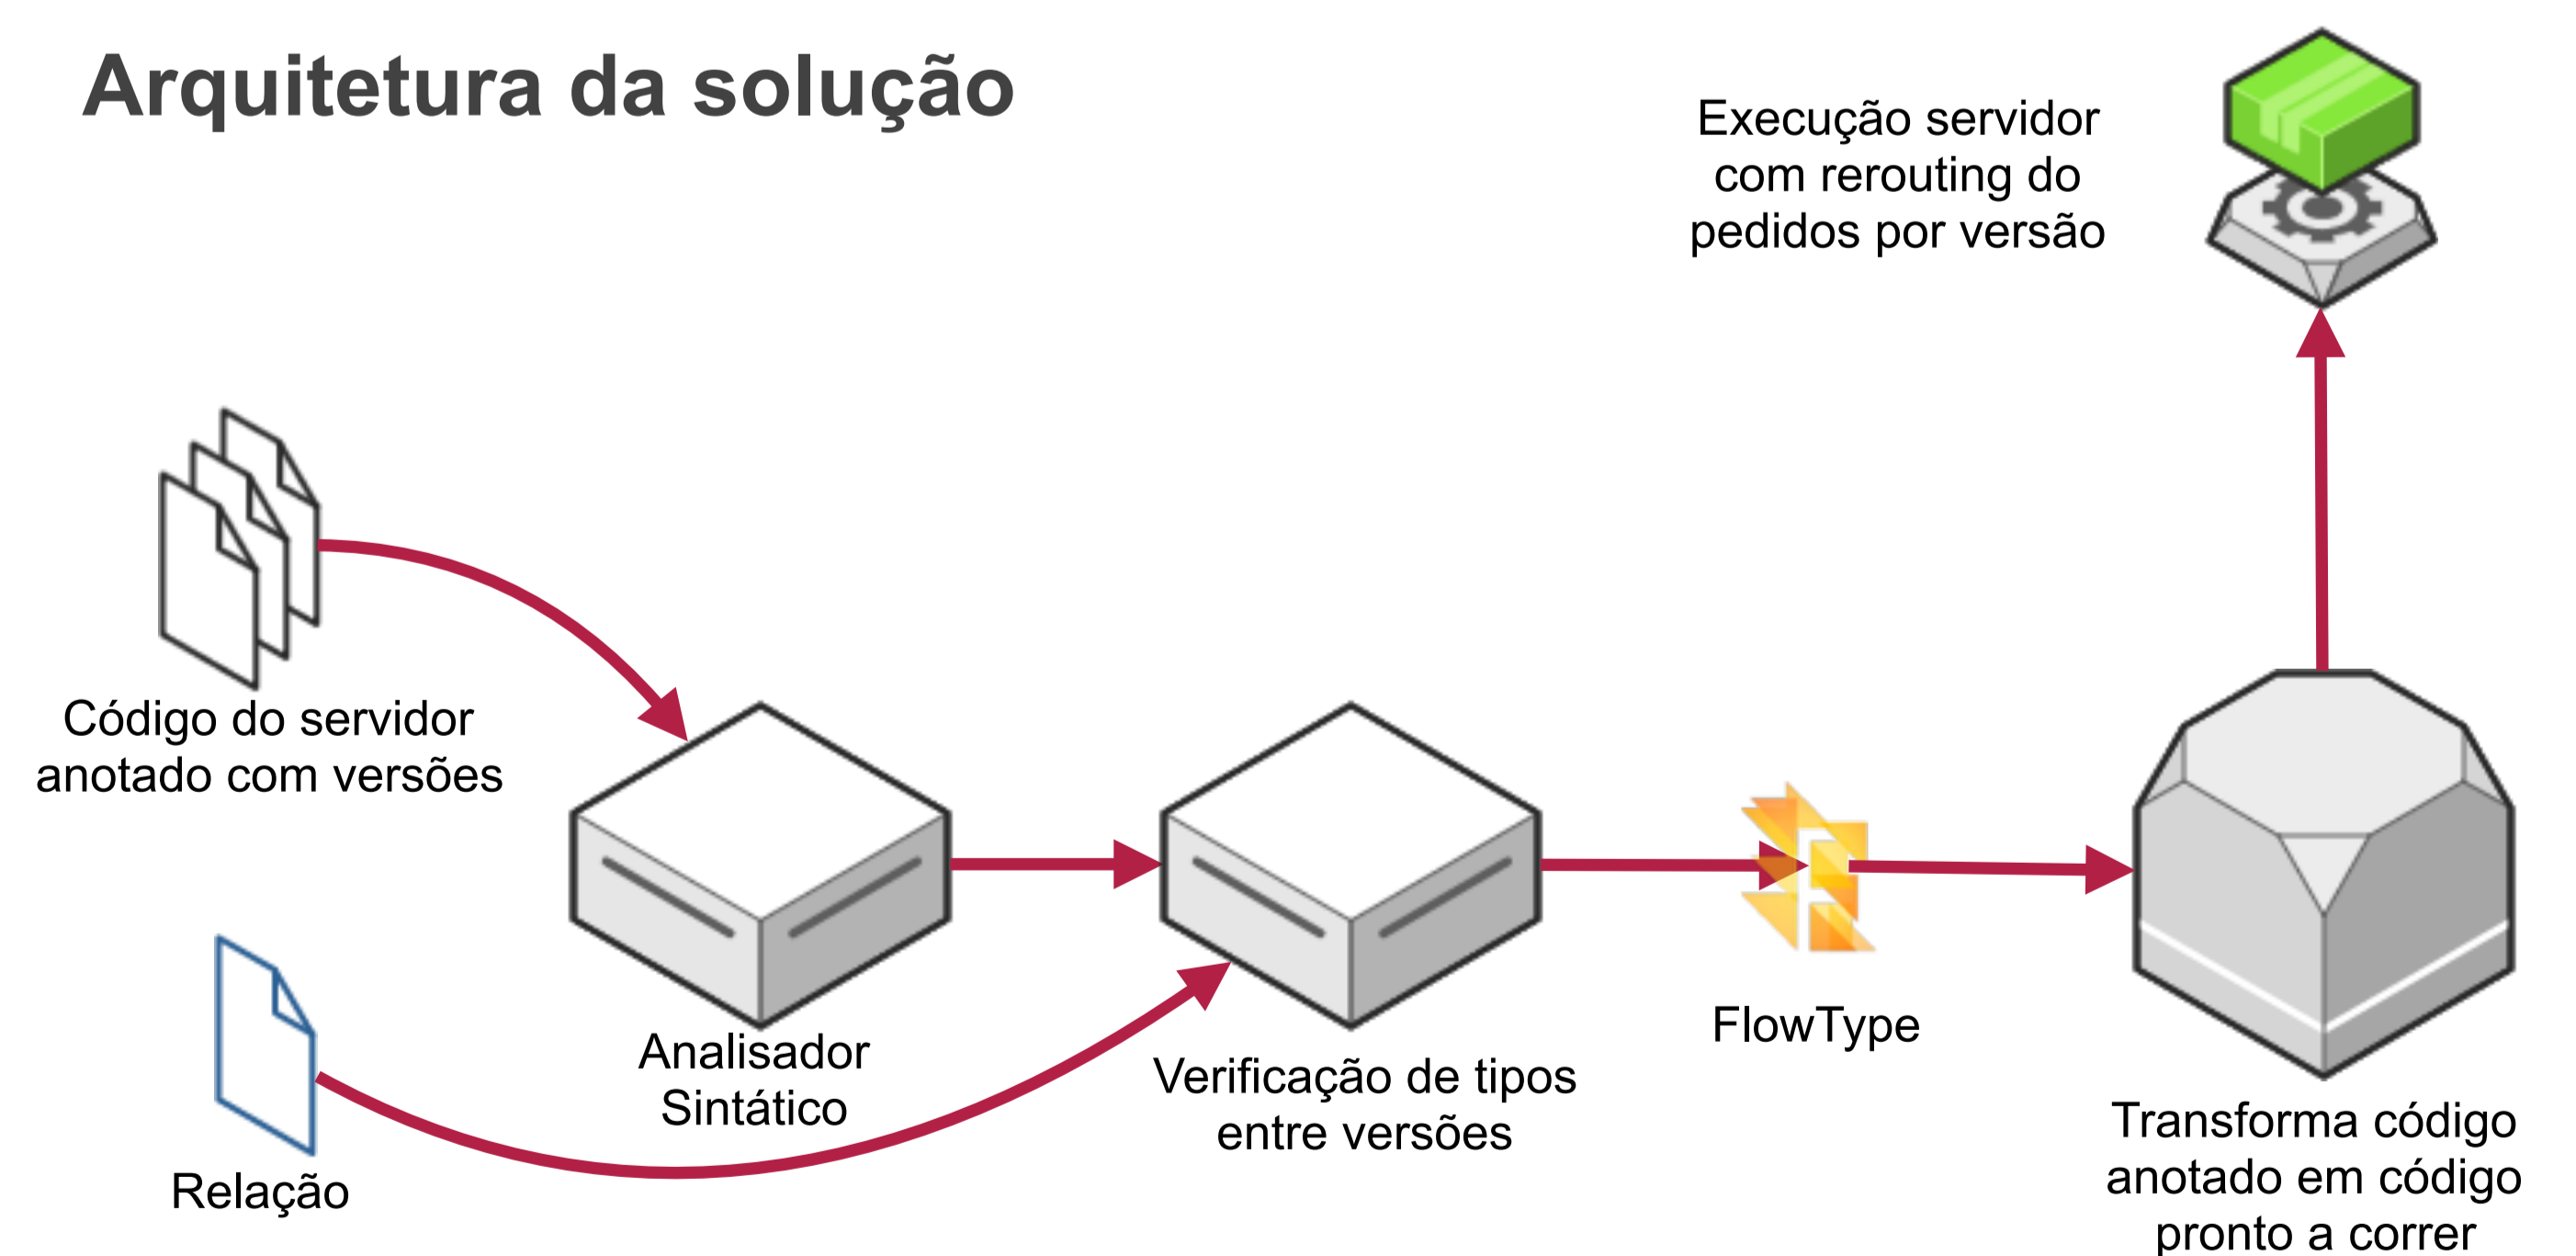 Arquitetura da solução
Execução servidor
com rerouting do
pedidos por versão
Código do servidor
anotado com versões
Analisador
Sintático
Relação
Verificação de tipos
entre versões
FlowType
Transforma código
anotado em código
pronto a correr